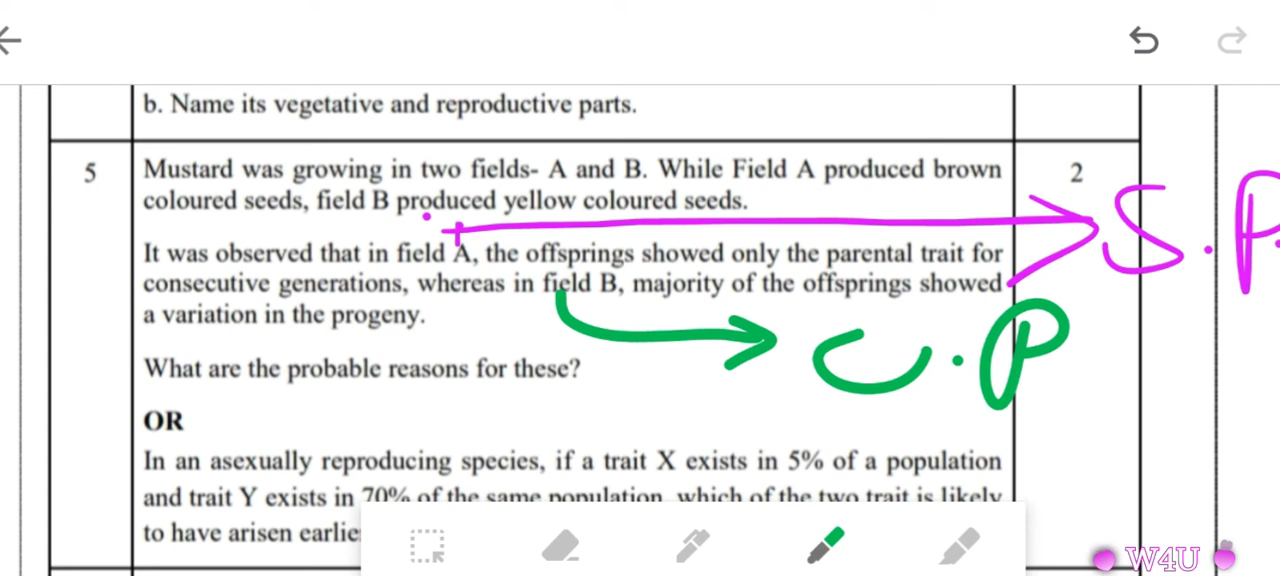 b. Name its vegetative and reproductive parts.
5
Mustard was growing in two fields- A and B. While Field A produced brown
coloured seeds, field B produced yellow coloured seeds.
2
S.P.
It was observed that in field A, the offsprings showed only the parental trait for
consecutive generations, whereas in field B, majority of the offsprings showed
a variation in the progeny.
C.P
What are the probable reasons for these?
OR
In an asexually reproducing species, if a trait X exists in 5% of a population
and trait Y exists in 70% of the same population, which of the two trait is likely
to have arisen earlie
W4U